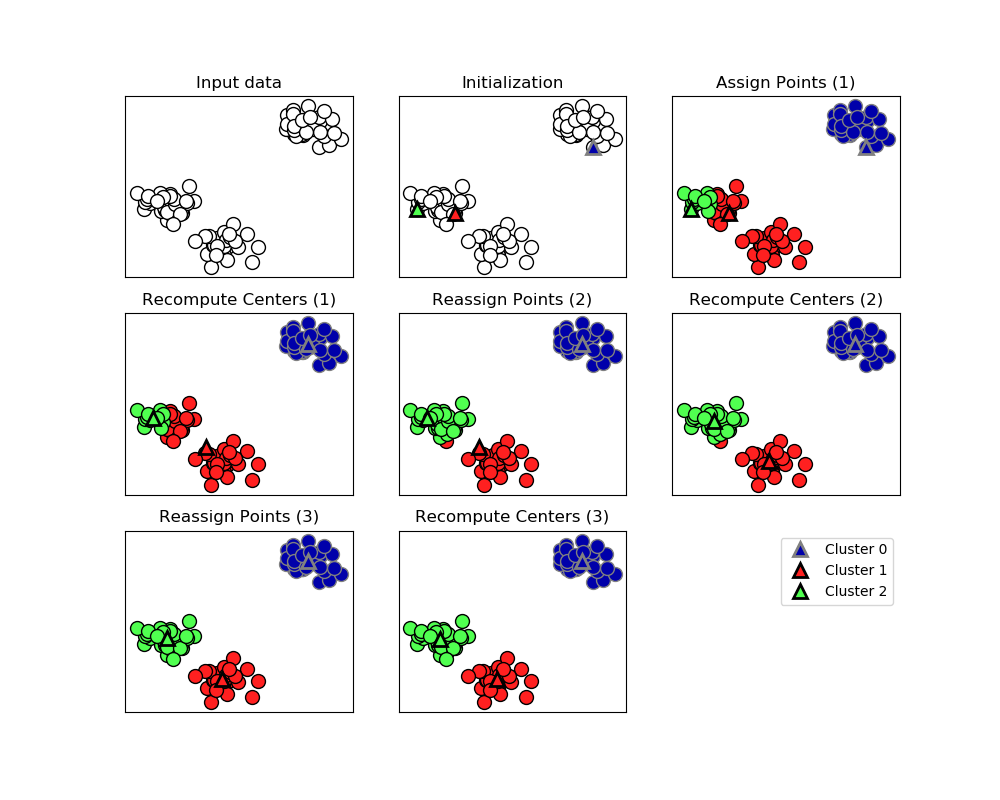 Input data
Initialization
Assign Points (1)
Recompute Centers (1)
Reassign Points (2)
Recompute Centers (2)
Reassign Points (3)
Recompute Centers (3)
Cluster 0
Cluster 1
Cluster 2